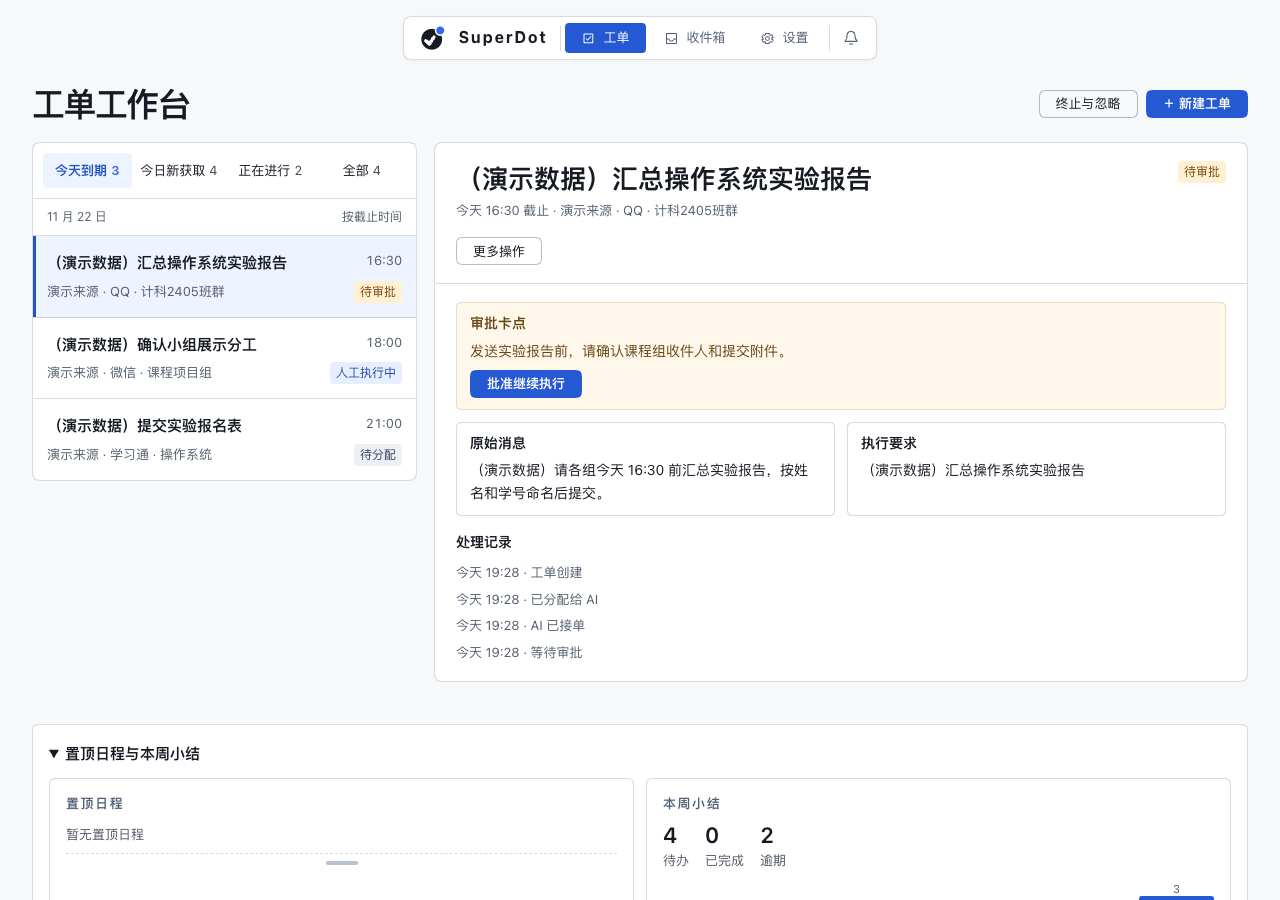 SuperDot
工单
收件箱
设置
工单工作台
终止与忽略
+ 新建工单
今天到期 3
今日新获取 4
正在进行 2
全部 4
11 月 22 日
按截止时间
（演示数据）汇总操作系统实验报告
16:30
演示来源 · QQ · 计科2405班群
待审批
（演示数据）确认小组展示分工
18:00
演示来源 · 微信 · 课程项目组
人工执行中
（演示数据）提交实验报名表
21:00
演示来源 · 学习通 · 操作系统
待分配
（演示数据）汇总操作系统实验报告
待审批
今天 16:30 截止 · 演示来源 · QQ · 计科2405班群
更多操作
审批卡点
发送实验报告前，请确认课程组收件人和提交附件。
批准继续执行
原始消息
（演示数据）请各组今天 16:30 前汇总实验报告，按姓
名和学号命名后提交。
执行要求
（演示数据）汇总操作系统实验报告
处理记录
今天 19:28 · 工单创建
今天 19:28 · 已分配给 AI
今天 19:28 · AI 已接单
今天 19:28 · 等待审批
▼ 置顶日程与本周小结
置顶日程
暂无置顶日程
本周小结
4 0 2
待办 已完成 逾期
3